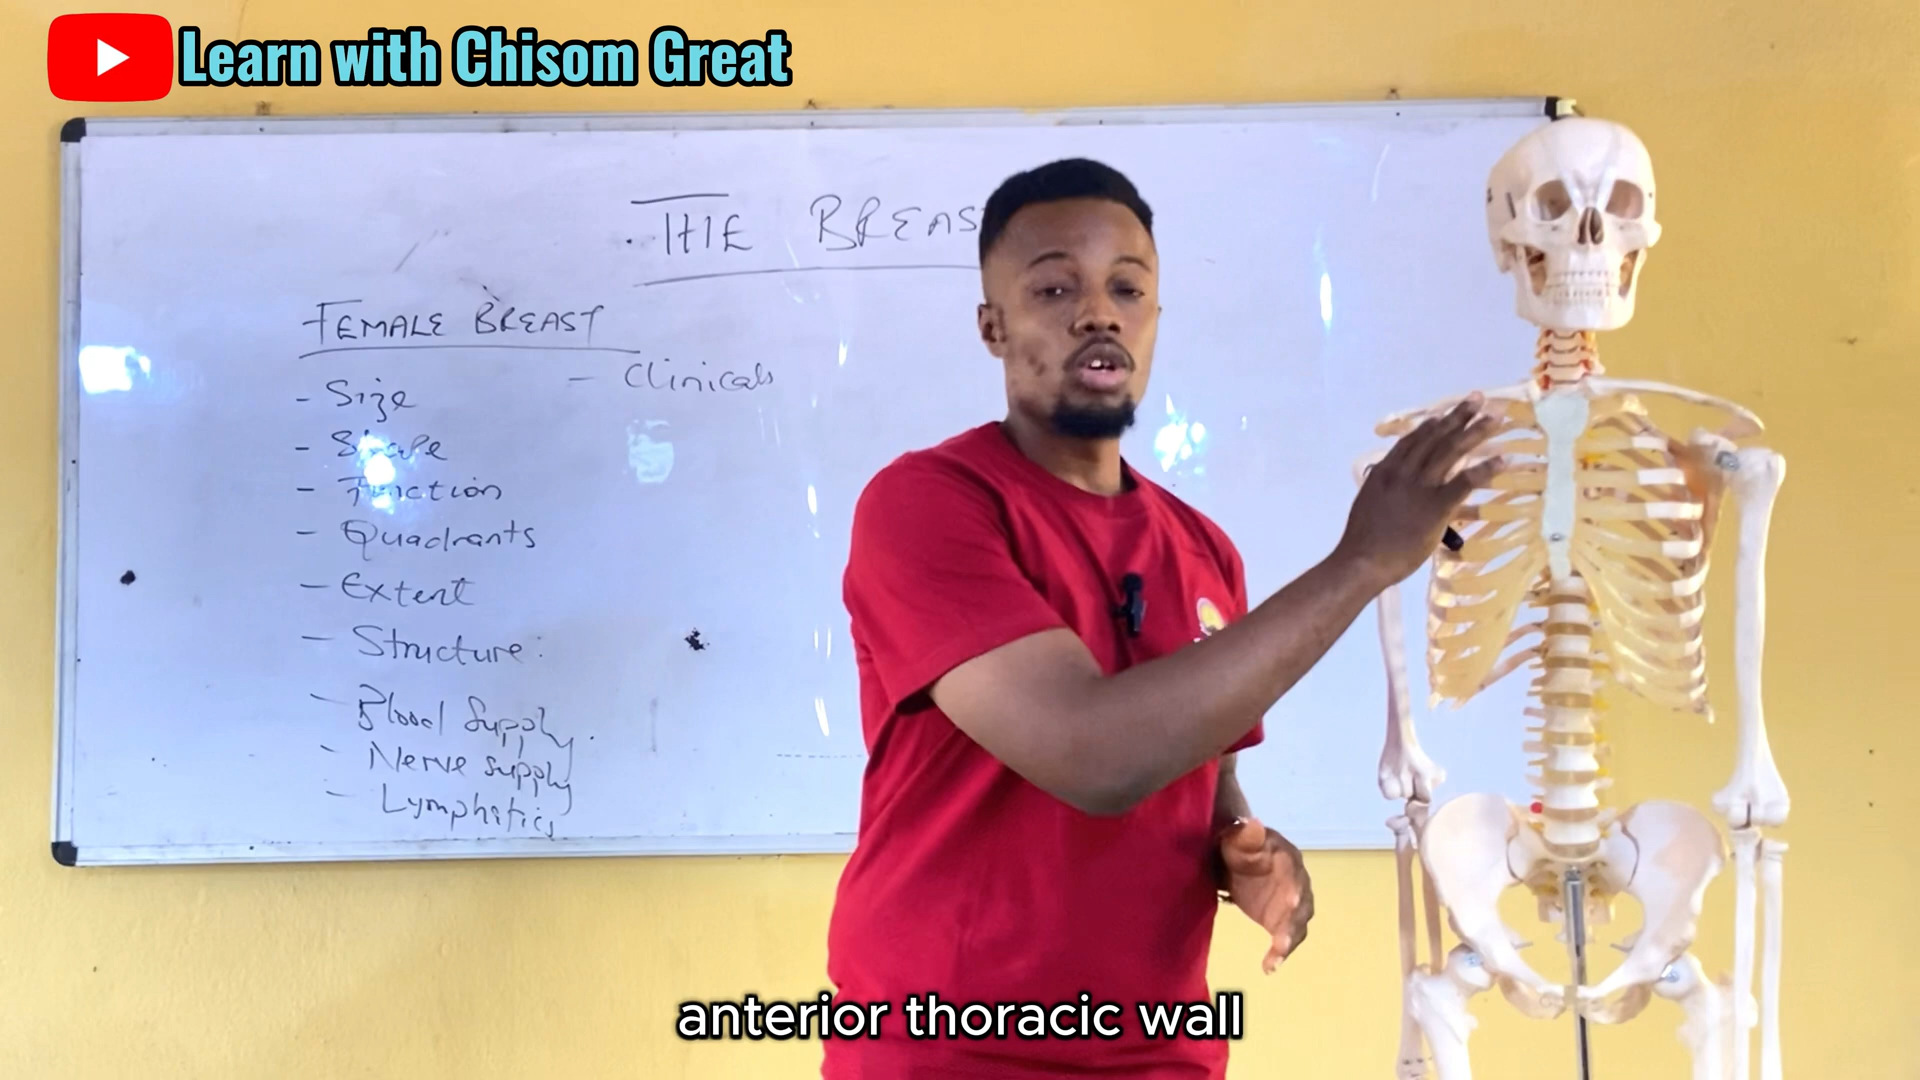 Learn with Chisom Great
THE BREAS
FEMALE BREAST
- Size
- Clinicals
- Shape
- Function
- Quadrants
- Extent
- Structure:
- Blood Supply.
- Nerve supply
- Lymphatics
anterior thoracic wall